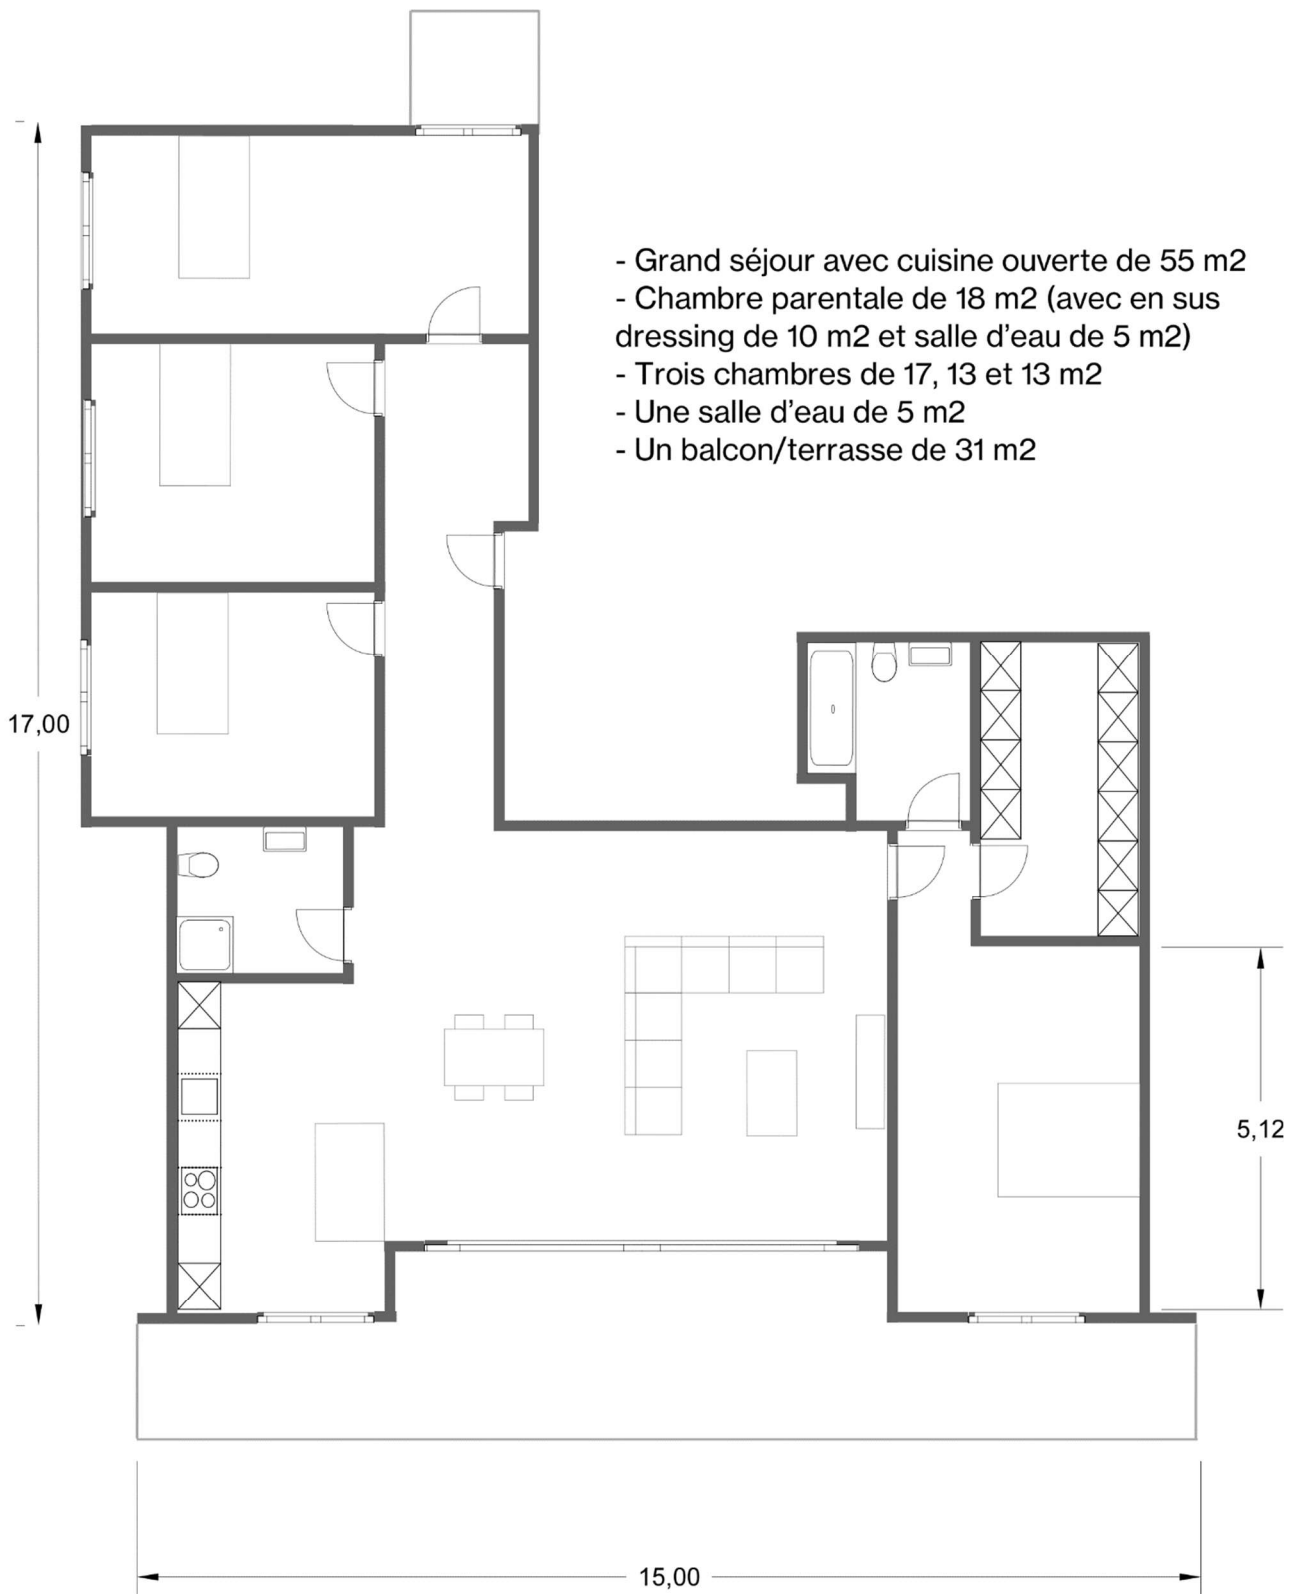 - Grand séjour avec cuisine ouverte de 55 m2
- Chambre parentale de 18 m2 (avec en sus
dressing de 10 m2 et salle d'eau de 5 m2)
- Trois chambres de 17, 13 et 13 m2
- Une salle d'eau de 5 m2
- Un balcon/terrasse de 31 m2
17,00
5,12
15,00